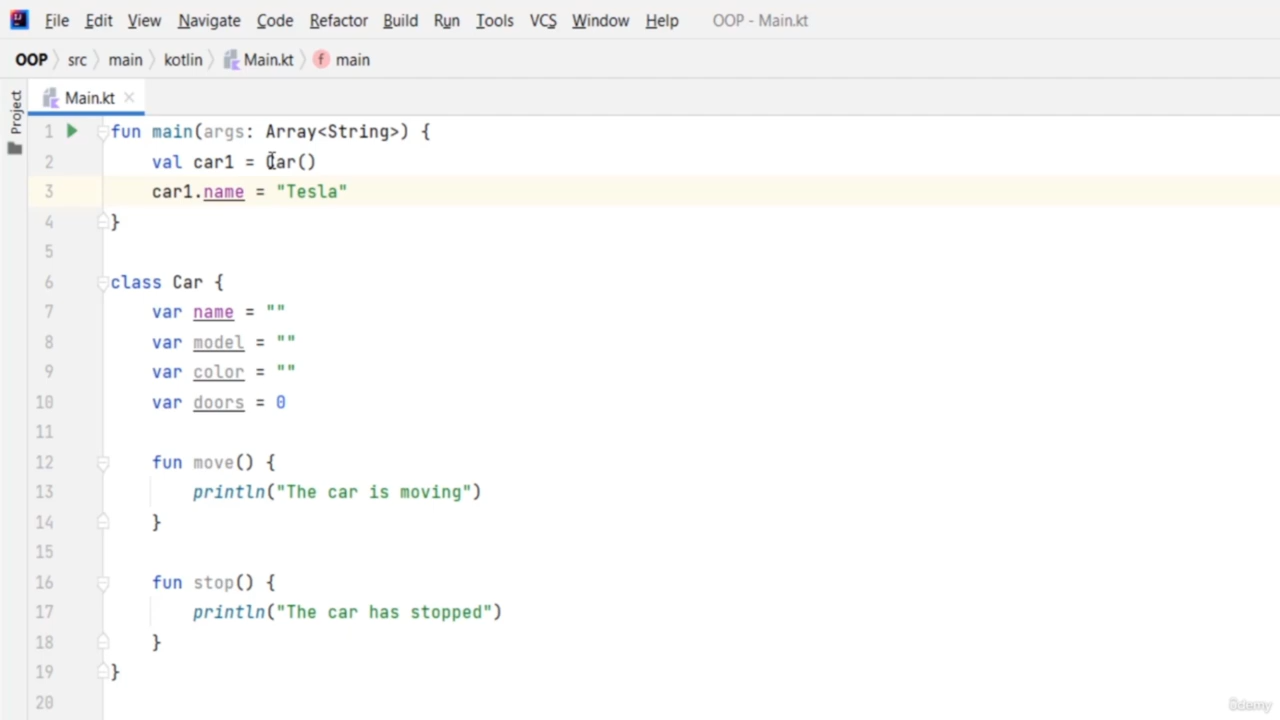 File Edit View Navigate Code Refactor Build Run Tools VCS Window Help OOP - Main.kt
OOP src main kotlin Main.kt f main
Project
Main.kt
1 fun main(args: Array<String>) {
2     val car1 = Car()
3     car1.name = "Tesla"
4 }
5
6 class Car {
7     var name = ""
8     var model = ""
9     var color = ""
10     var doors = 0
11
12     fun move() {
13         println("The car is moving")
14     }
15
16     fun stop() {
17         println("The car has stopped")
18     }
19 }
20
Udemy